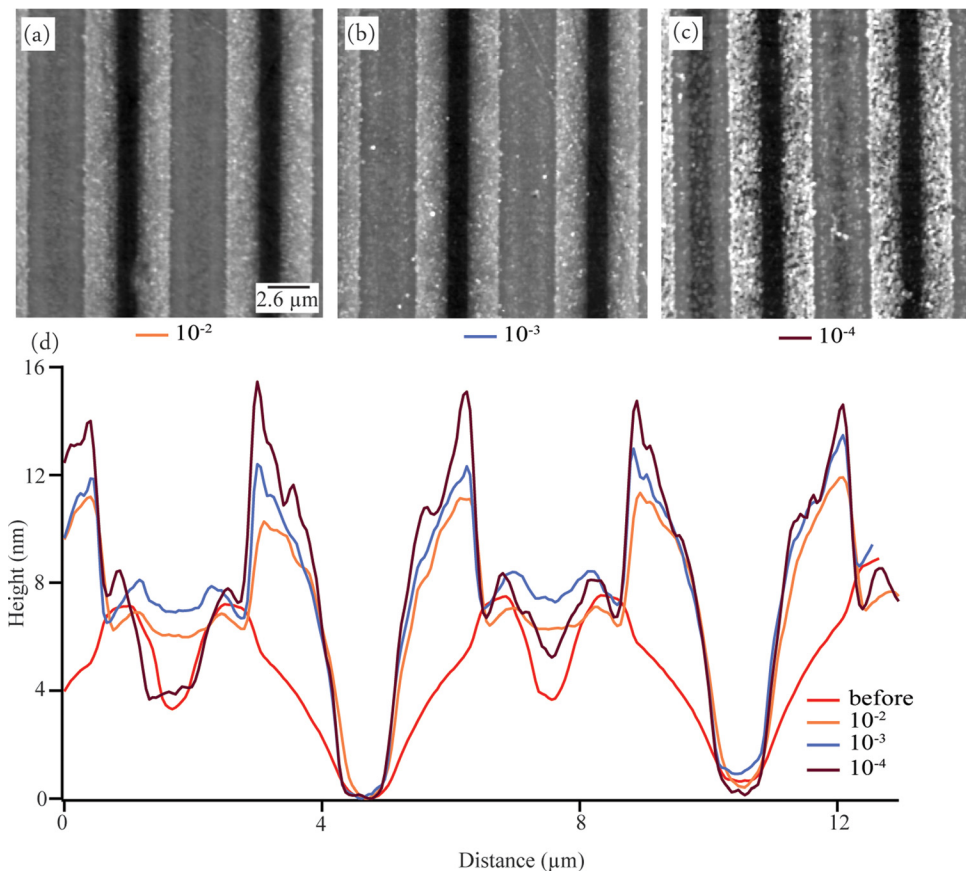 (a)
(b)
(c)
2.6 µm
10⁻²
10⁻³
10⁻⁴
(d)
16
12
8
4
0
Height (nm)
before
10⁻²
10⁻³
10⁻⁴
0
4
8
12
Distance (µm)